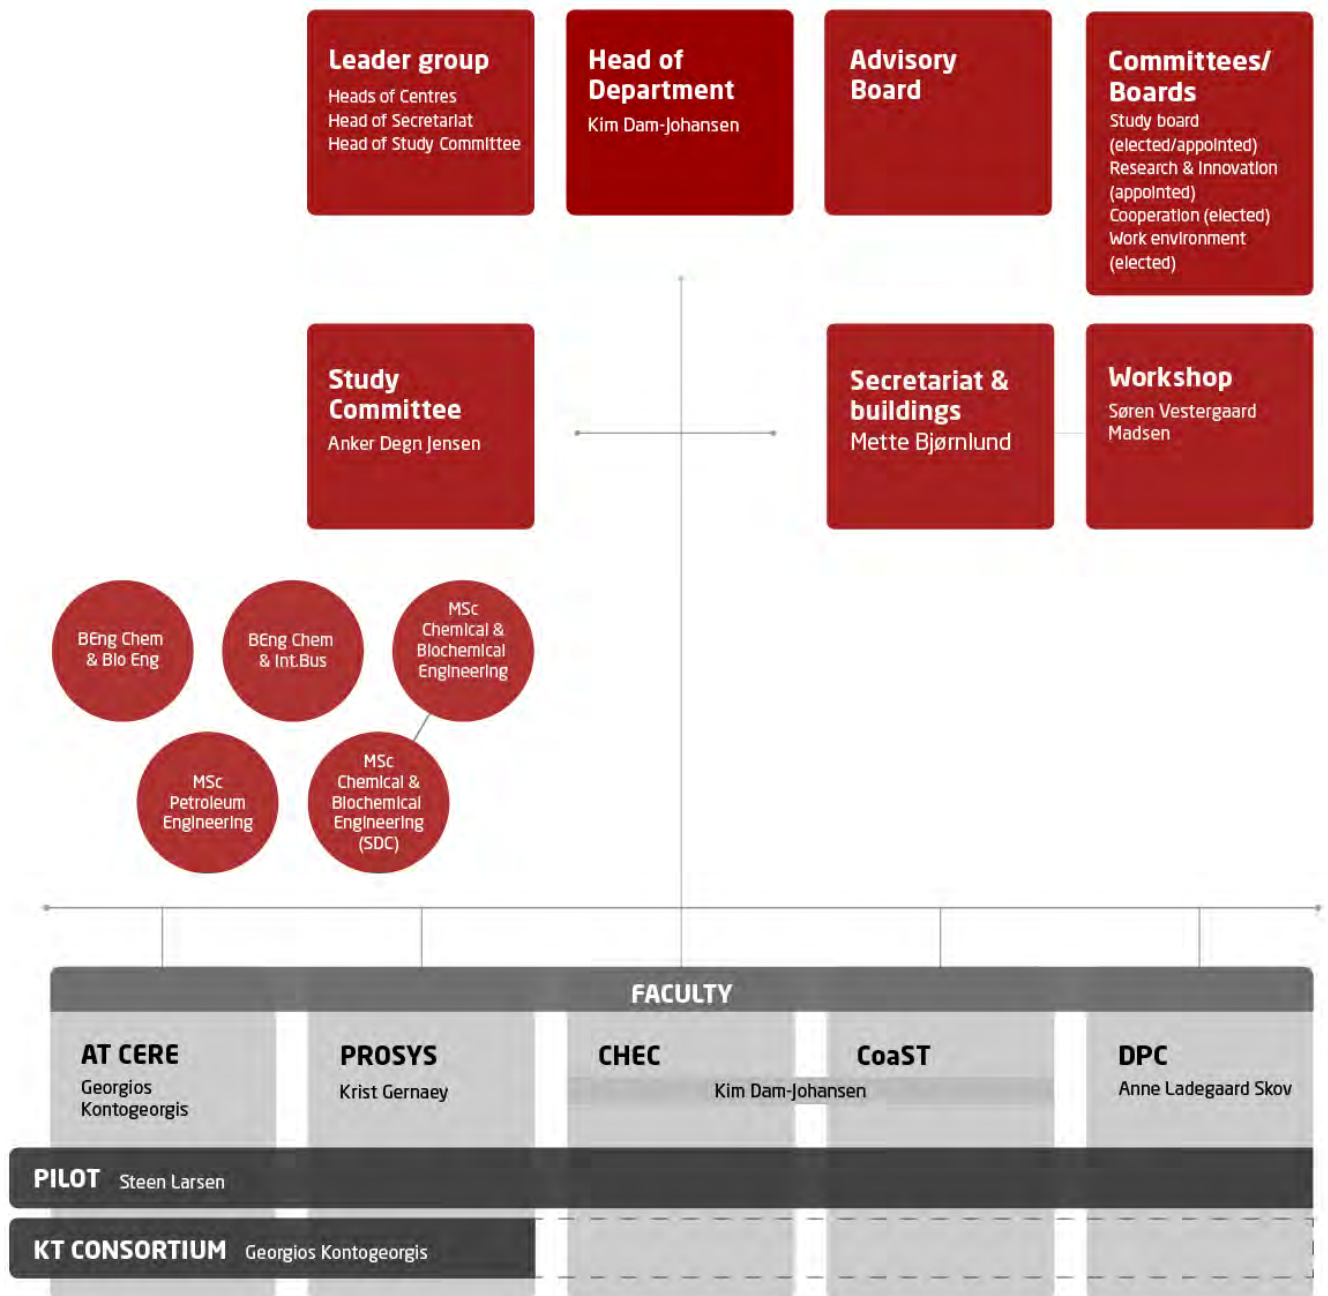 Leader group
Heads of Centres
Head of Secretariat
Head of Study Committee
Head of
Department
Kim Dam-Johansen
Advisory
Board
Committees/
Boards
Study board
(elected/appointed)
Research & Innovation
(appointed)
Cooperation (elected)
Work environment
(elected)
Study
Committee
Anker Degn Jensen
Secretariat &
buildings
Mette Bjørnlund
Workshop
Søren Vestergaard
Madsen
BEng Chem
& Bio Eng
BEng Chem
& Int.Bus
MSc
Chemical &
Biochemical
Engineering
MSc
Petroleum
Engineering
MSc
Chemical &
Biochemical
Engineering
(SDC)
FACULTY
AT CERE
Georgios
Kontogeorgis
PROSYS
Krist Gernaey
CHEC
CoaST
Kim Dam-Johansen
DPC
Anne Ladegaard Skov
PILOT Steen Larsen
KT CONSORTIUM Georgios Kontogeorgis